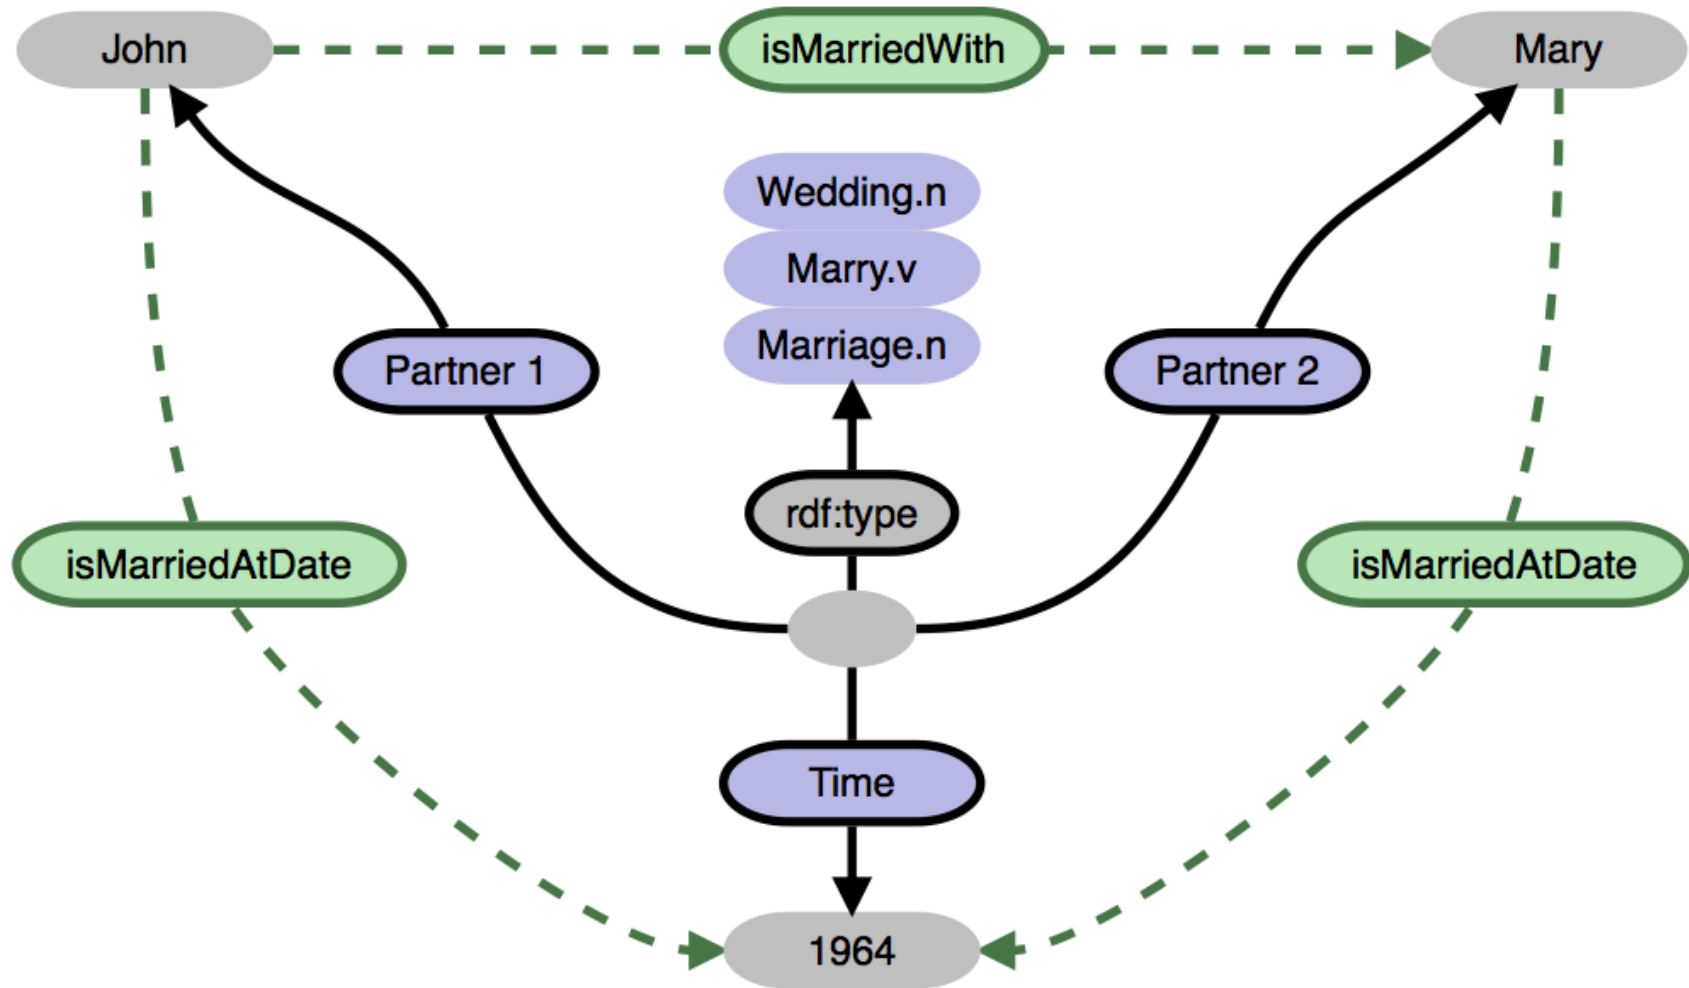 John
isMarriedWith
Mary
Wedding.n
Marry.v
Marriage.n
Partner 1
Partner 2
rdf:type
isMarriedAtDate
isMarriedAtDate
Time
1964